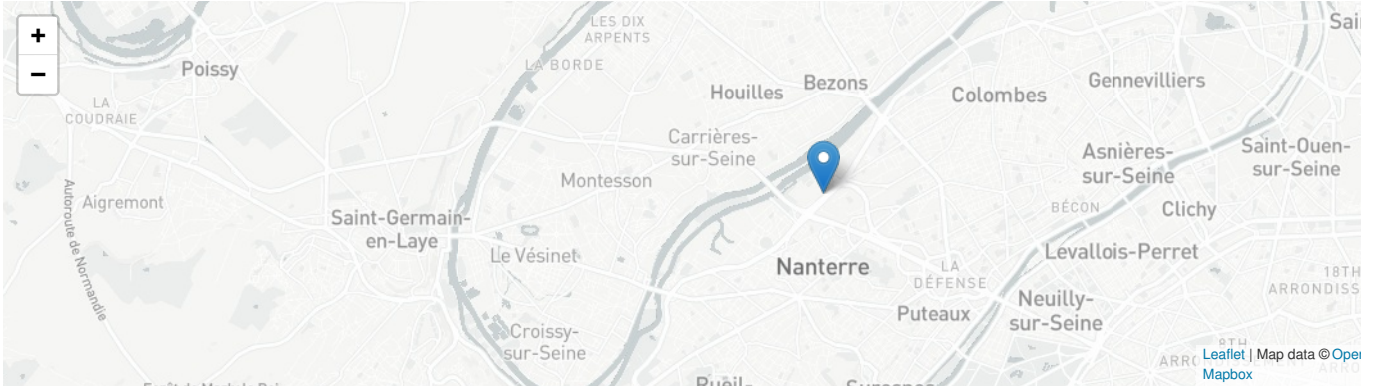 +
−
LES DIX
ARPENTS
LA BORDE
Poissy
LA
COUDRAIE
Houilles
Bezons
Colombes
Gennevilliers
Carrières-
sur-Seine
Asnières-
sur-Seine
Saint-Ouen-
sur-Seine
Montesson
Aigremont
Autoroute de Normandie
Saint-Germain-
en-Laye
BÉCON
Clichy
Le Vésinet
Nanterre
Levallois-Perret
LA
DÉFENSE
18TH
ARRONDISS
Puteaux
Neuilly-
sur-Seine
Croissy-
sur-Seine
8TH
Leaflet | Map data © Open
Mapbox